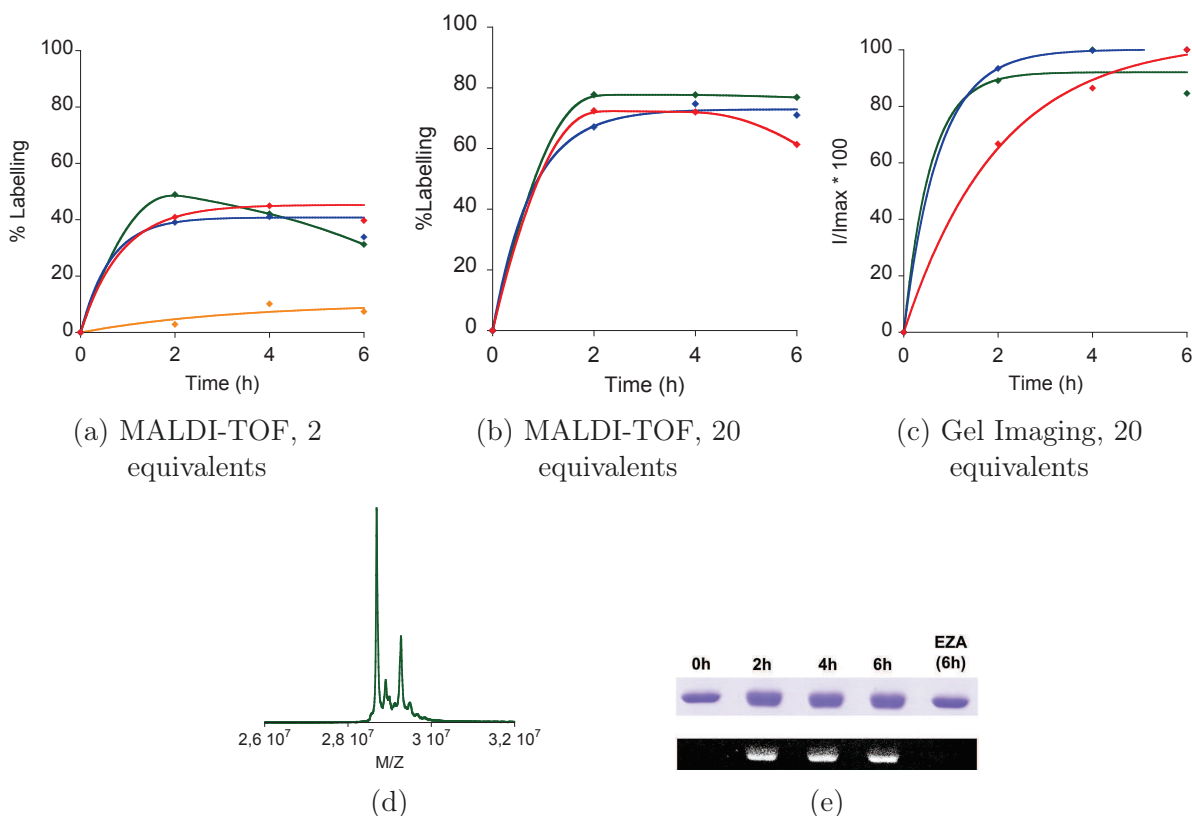 100
80
60
40
20
0
% Labelling
0 2 4 6
Time (h)
(a) MALDI-TOF, 2
equivalents
100
80
60
40
20
0
%Labelling
0 2 4 6
Time (h)
(b) MALDI-TOF, 20
equivalents
100
80
60
40
20
0
I/Imax * 100
0 2 4 6
Time (h)
(c) Gel Imaging, 20
equivalents
2,6 10⁷ 2,8 10⁷ 3 10⁷ 3,2 10⁷
M/Z
(d)
0h 2h 4h 6h EZA
(6h)
(e)